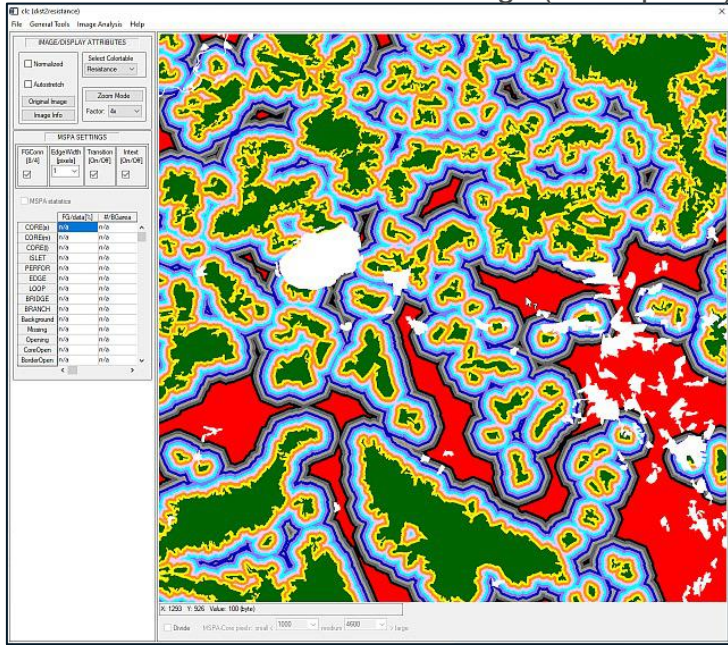 clc (dist2resistance)
File General Tools Image Analysis Help
IMAGE/DISPLAY ATTRIBUTES
Normalized
Select Colortable
Resistance
Autostretch
Original Image
Zoom Mode
Image Info
Factor: 4x
MSPA SETTINGS
FGConn [8/4]
EdgeWidth [pixels]
Transition [On/Off]
Intext [On/Off]
1
MSPA statistics
FG/data[%] #/BGarea
CORE(s) n/a n/a
CORE(m) n/a n/a
CORE(l) n/a n/a
ISLET n/a n/a
PERFOR n/a n/a
EDGE n/a n/a
LOOP n/a n/a
BRIDGE n/a n/a
BRANCH n/a n/a
Background n/a n/a
Missing n/a n/a
Opening n/a n/a
CoreOpen n/a n/a
BorderOpen n/a n/a
X: 1293 Y: 926 Value: 100 (byte)
Divide MSPA-Core pixels: small < 1000 medium 4600 > large